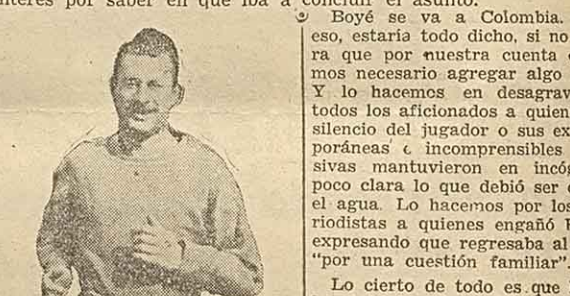 interés por saber en qué iba a concluir el asunto.
Boyé se va a Colombia.
eso, estaría todo dicho, si no
ra que por nuestra cuenta
mos necesario agregar algo
Y lo hacemos en desagrav
todos los aficionados a quien
silencio del jugador o sus ex
poráneas e incomprensibles
sivas mantuvieron en incóg
poco clara lo que debió ser
el agua. Lo hacemos por los
riodistas a quienes engañó
expresando que regresaba al
"por una cuestión familiar".
Lo cierto de todo es que